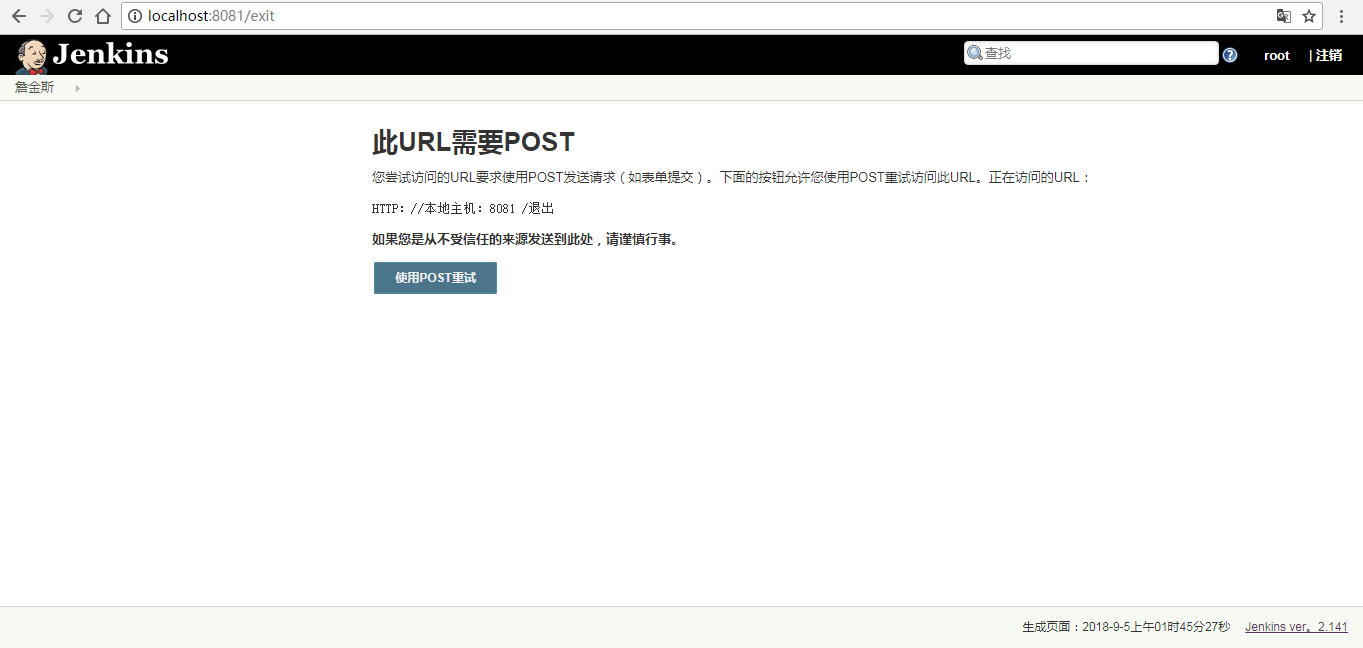 localhost:8081/exit
Jenkins
查找
root
| 注销
詹金斯
此URL需要POST
您尝试访问的URL要求使用POST发送请求（如表单提交）。下面的按钮允许您使用POST重试访问此URL。正在访问的URL：
HTTP：//本地主机：8081 /退出
如果您是从不受信任的来源发送到此处，请谨慎行事。
使用POST重试
生成页面：2018-9-5上午01时45分27秒
Jenkins ver。2.141